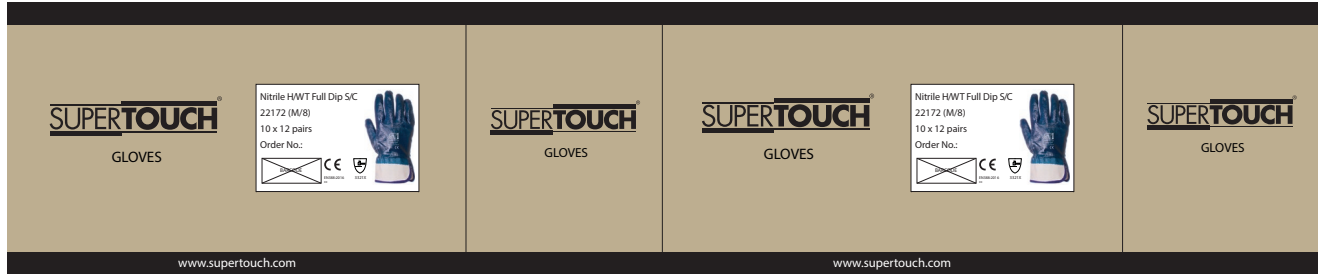 SUPERTOUCH®
GLOVES
Nitrile H/WT Full Dip S/C
22172 (M/8)
10 x 12 pairs
Order No.:
CE
SUPERTOUCH®
GLOVES
SUPERTOUCH®
GLOVES
Nitrile H/WT Full Dip S/C
22172 (M/8)
10 x 12 pairs
Order No.:
CE
SUPERTOUCH®
GLOVES
www.supertouch.com
www.supertouch.com